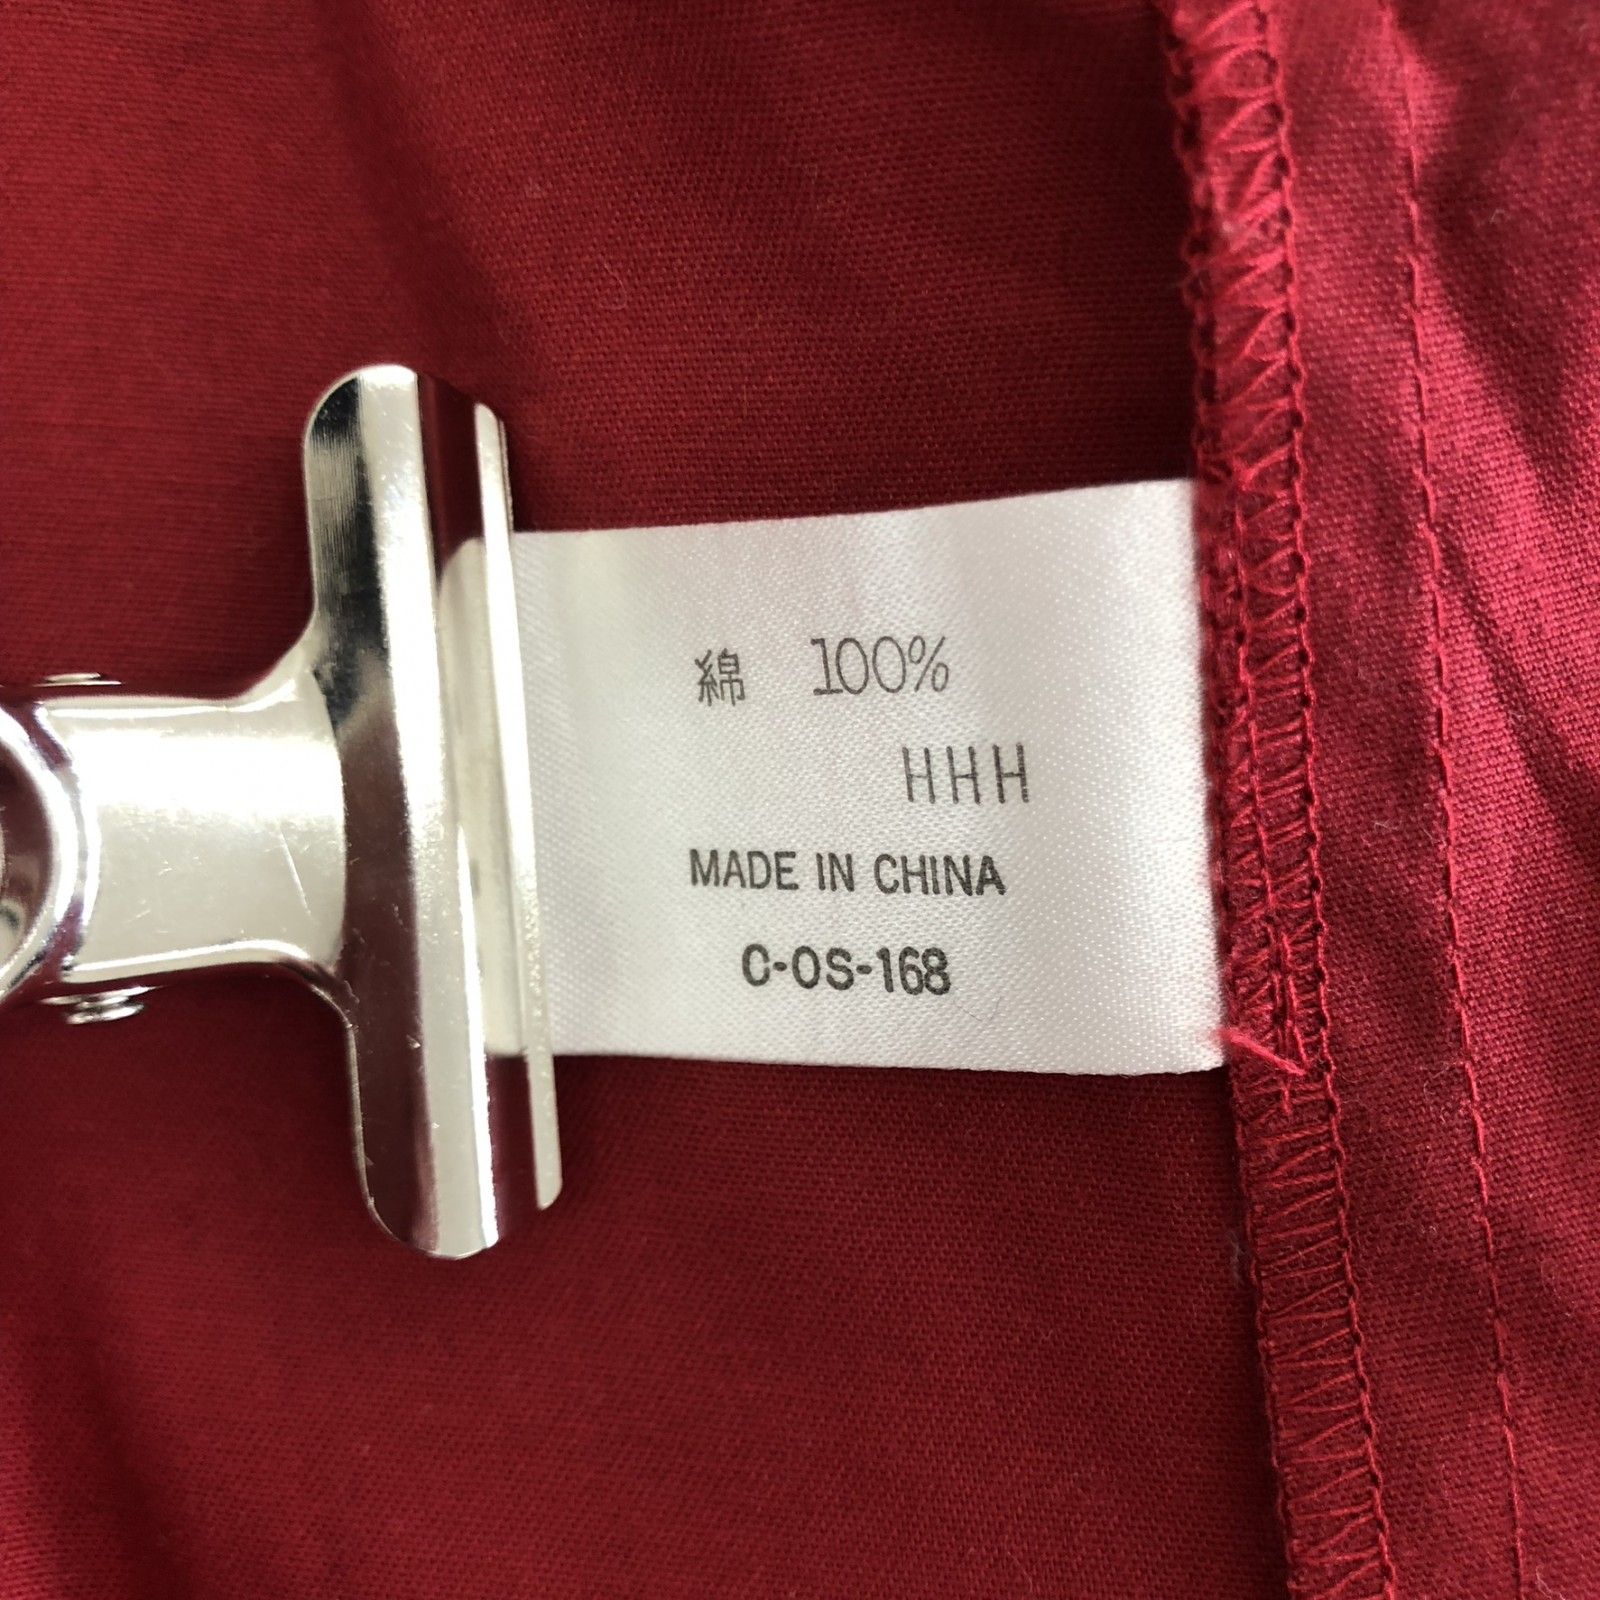 綿 100%
HHH
MADE IN CHINA
C-OS-168